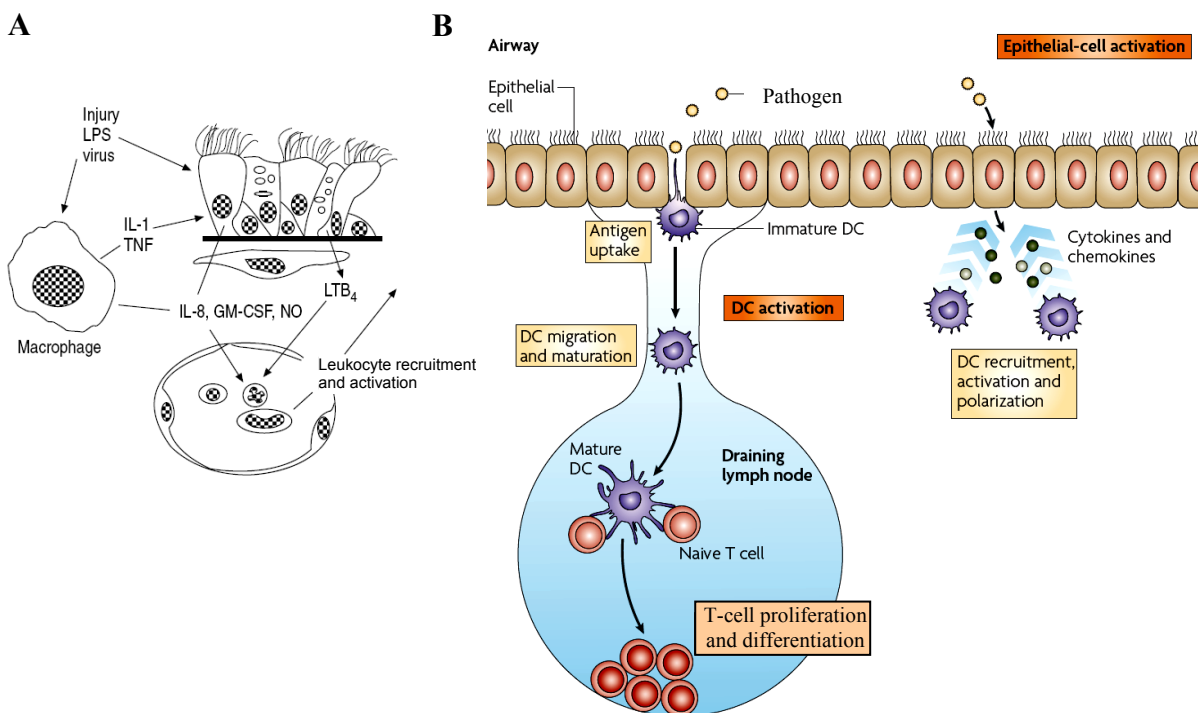 A
Injury
LPS
virus
IL-1
TNF
LTB4
IL-8, GM-CSF, NO
Macrophage
Leukocyte recruitment
and activation
B
Airway
Epithelial-cell activation
Epithelial
cell
Pathogen
Antigen
uptake
Immature DC
Cytokines and
chemokines
DC activation
DC migration
and maturation
DC recruitment,
activation and
polarization
Mature
DC
Draining
lymph node
Naive T cell
T-cell proliferation
and differentiation